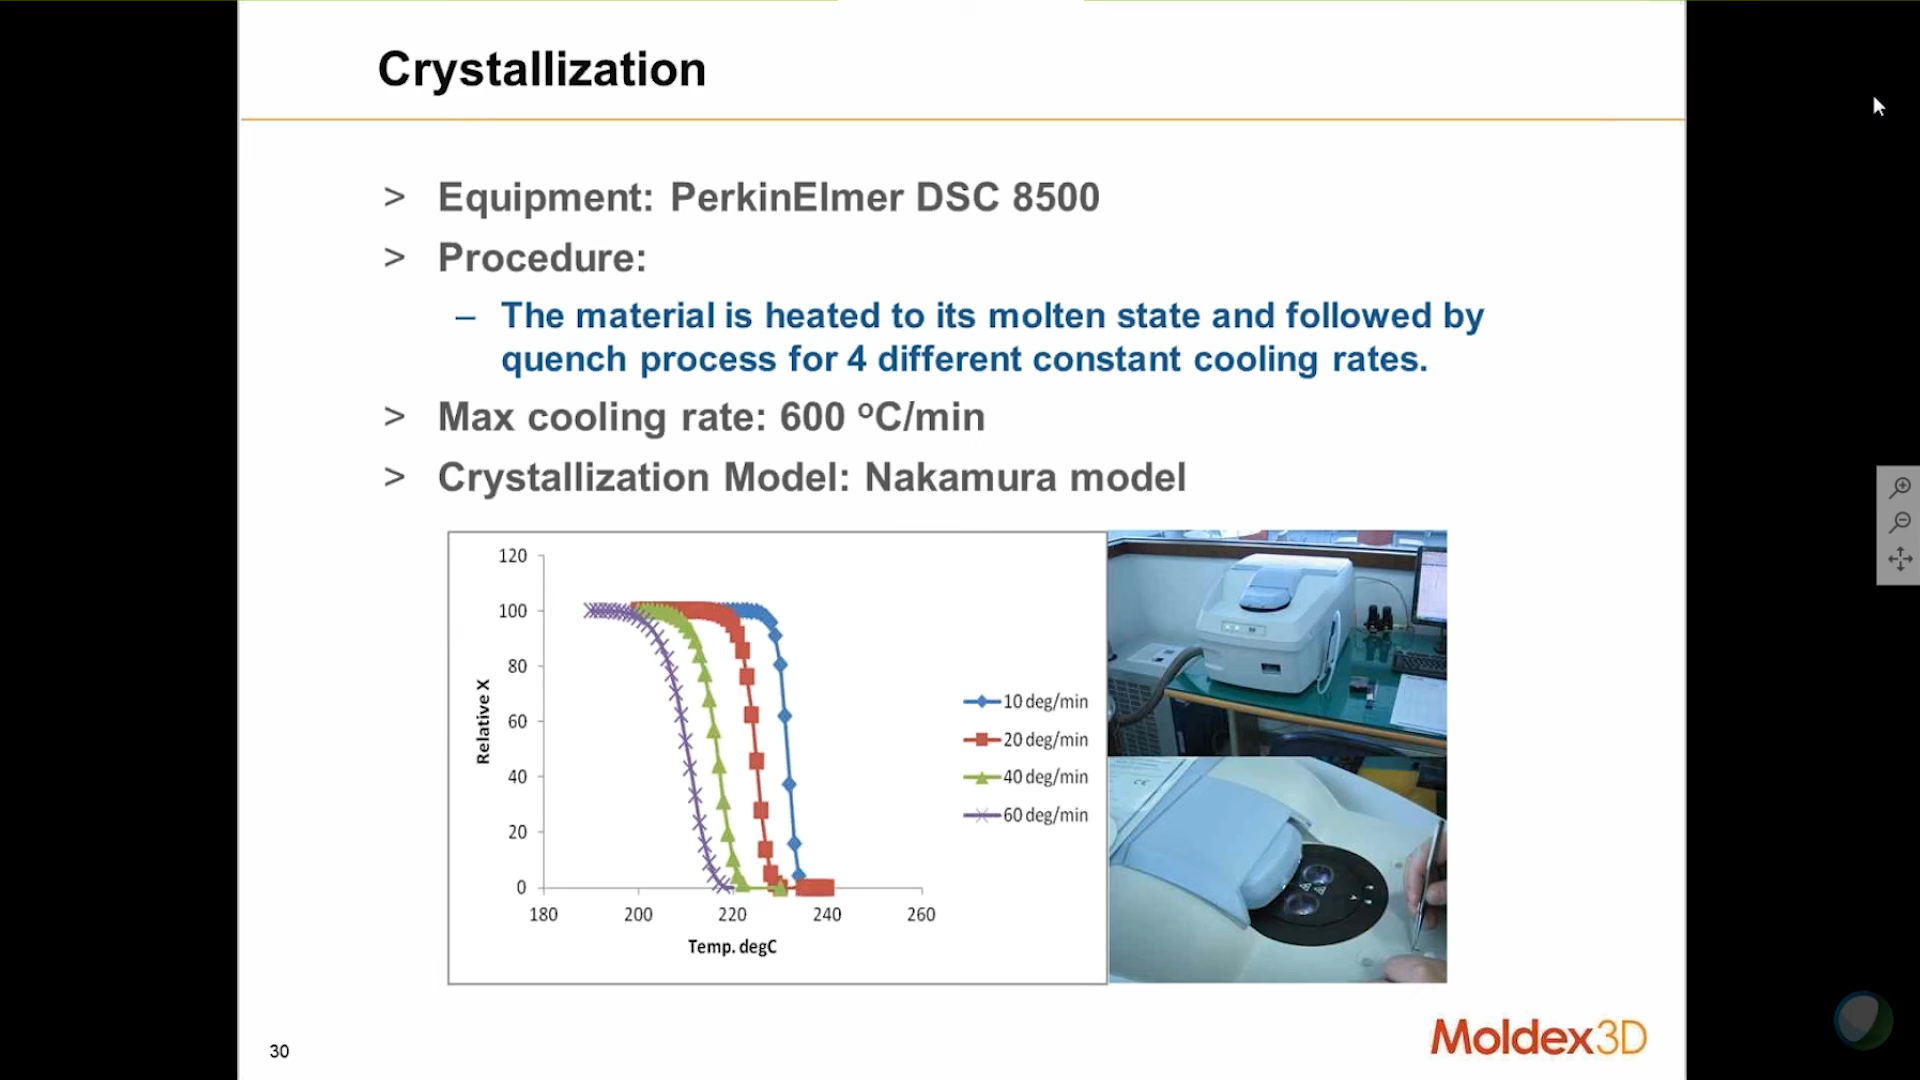 Crystallization
> Equipment: PerkinElmer DSC 8500
> Procedure:
– The material is heated to its molten state and followed by
quench process for 4 different constant cooling rates.
> Max cooling rate: 600 °C/min
> Crystallization Model: Nakamura model
120
100
80
60
40
20
0
Relative X
180 200 220 240 260
Temp. degC
10 deg/min
20 deg/min
40 deg/min
60 deg/min
30
Moldex3D